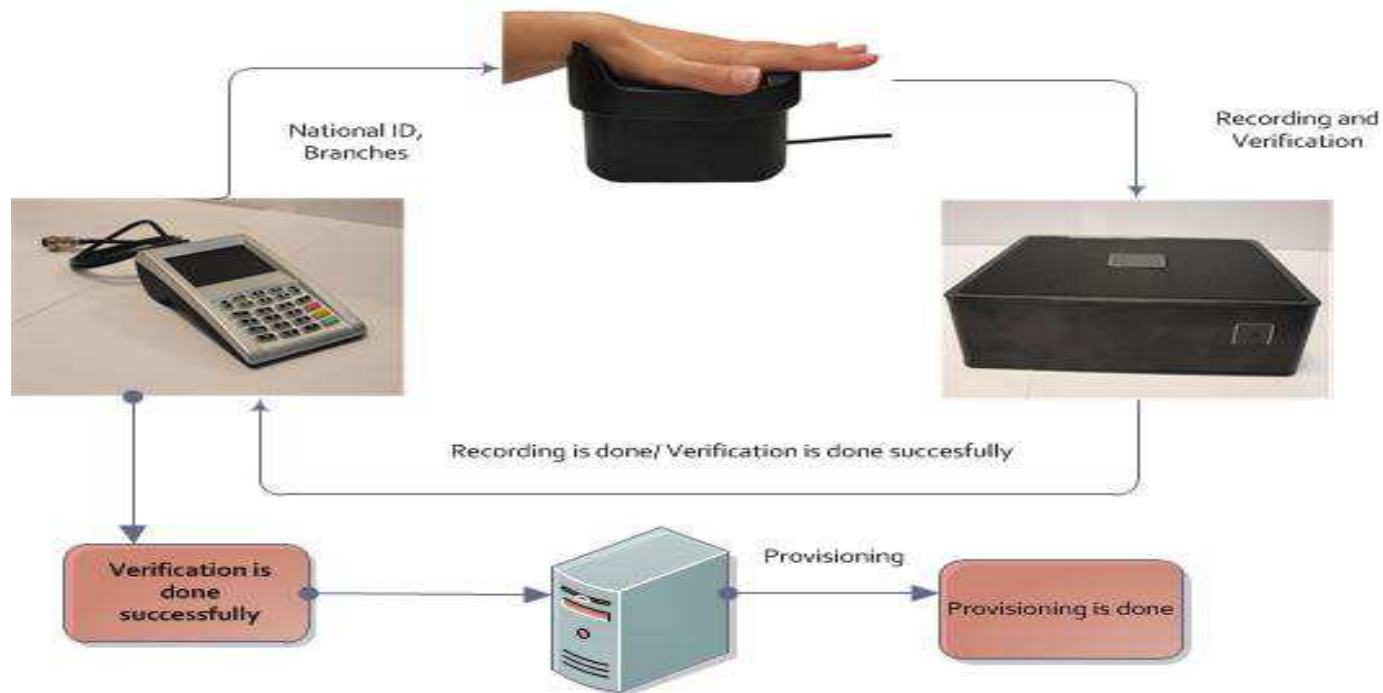 National ID,
Branches
Recording and
Verification
Recording is done/ Verification is done succesfully
Verification is
done
successfully
Provisioning
Provisioning is done